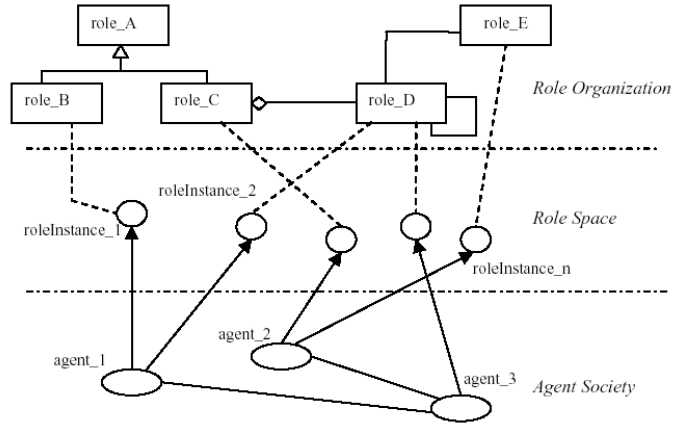 role_A
role_E
role_B
role_C
role_D
Role Organization
roleInstance_2
roleInstance_1
Role Space
roleInstance_n
agent_2
agent_1
agent_3
Agent Society